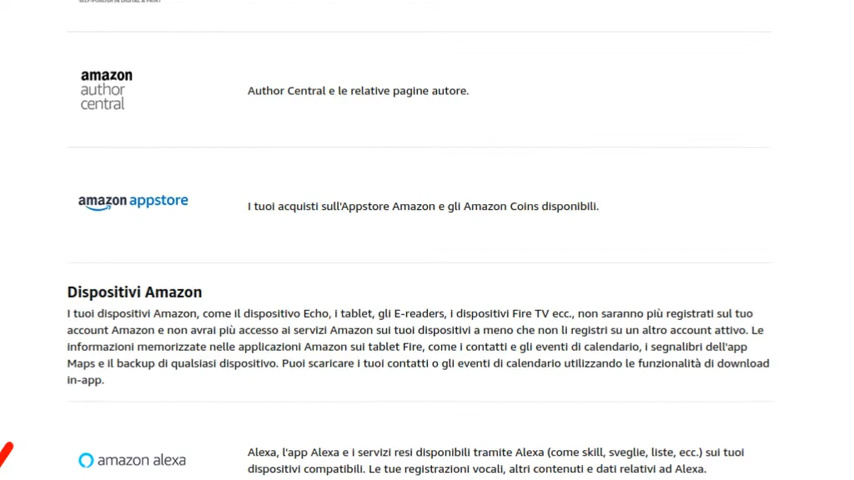 SELF-PUBLISH IN DIGITAL & PRINT
amazon
author
central
Author Central e le relative pagine autore.
amazon appstore
I tuoi acquisti sull'Appstore Amazon e gli Amazon Coins disponibili.
Dispositivi Amazon
I tuoi dispositivi Amazon, come il dispositivo Echo, i tablet, gli E-readers, i dispositivi Fire TV ecc., non saranno più registrati sul tuo
account Amazon e non avrai più accesso ai servizi Amazon sui tuoi dispositivi a meno che non li registri su un altro account attivo. Le
informazioni memorizzate nelle applicazioni Amazon sui tablet Fire, come i contatti e gli eventi di calendario, i segnalibri dell'app
Maps e il backup di qualsiasi dispositivo. Puoi scaricare i tuoi contatti o gli eventi di calendario utilizzando le funzionalità di download
in-app.
amazon alexa
Alexa, l'app Alexa e i servizi resi disponibili tramite Alexa (come skill, sveglie, liste, ecc.) sui tuoi
dispositivi compatibili. Le tue registrazioni vocali, altri contenuti e dati relativi ad Alexa.